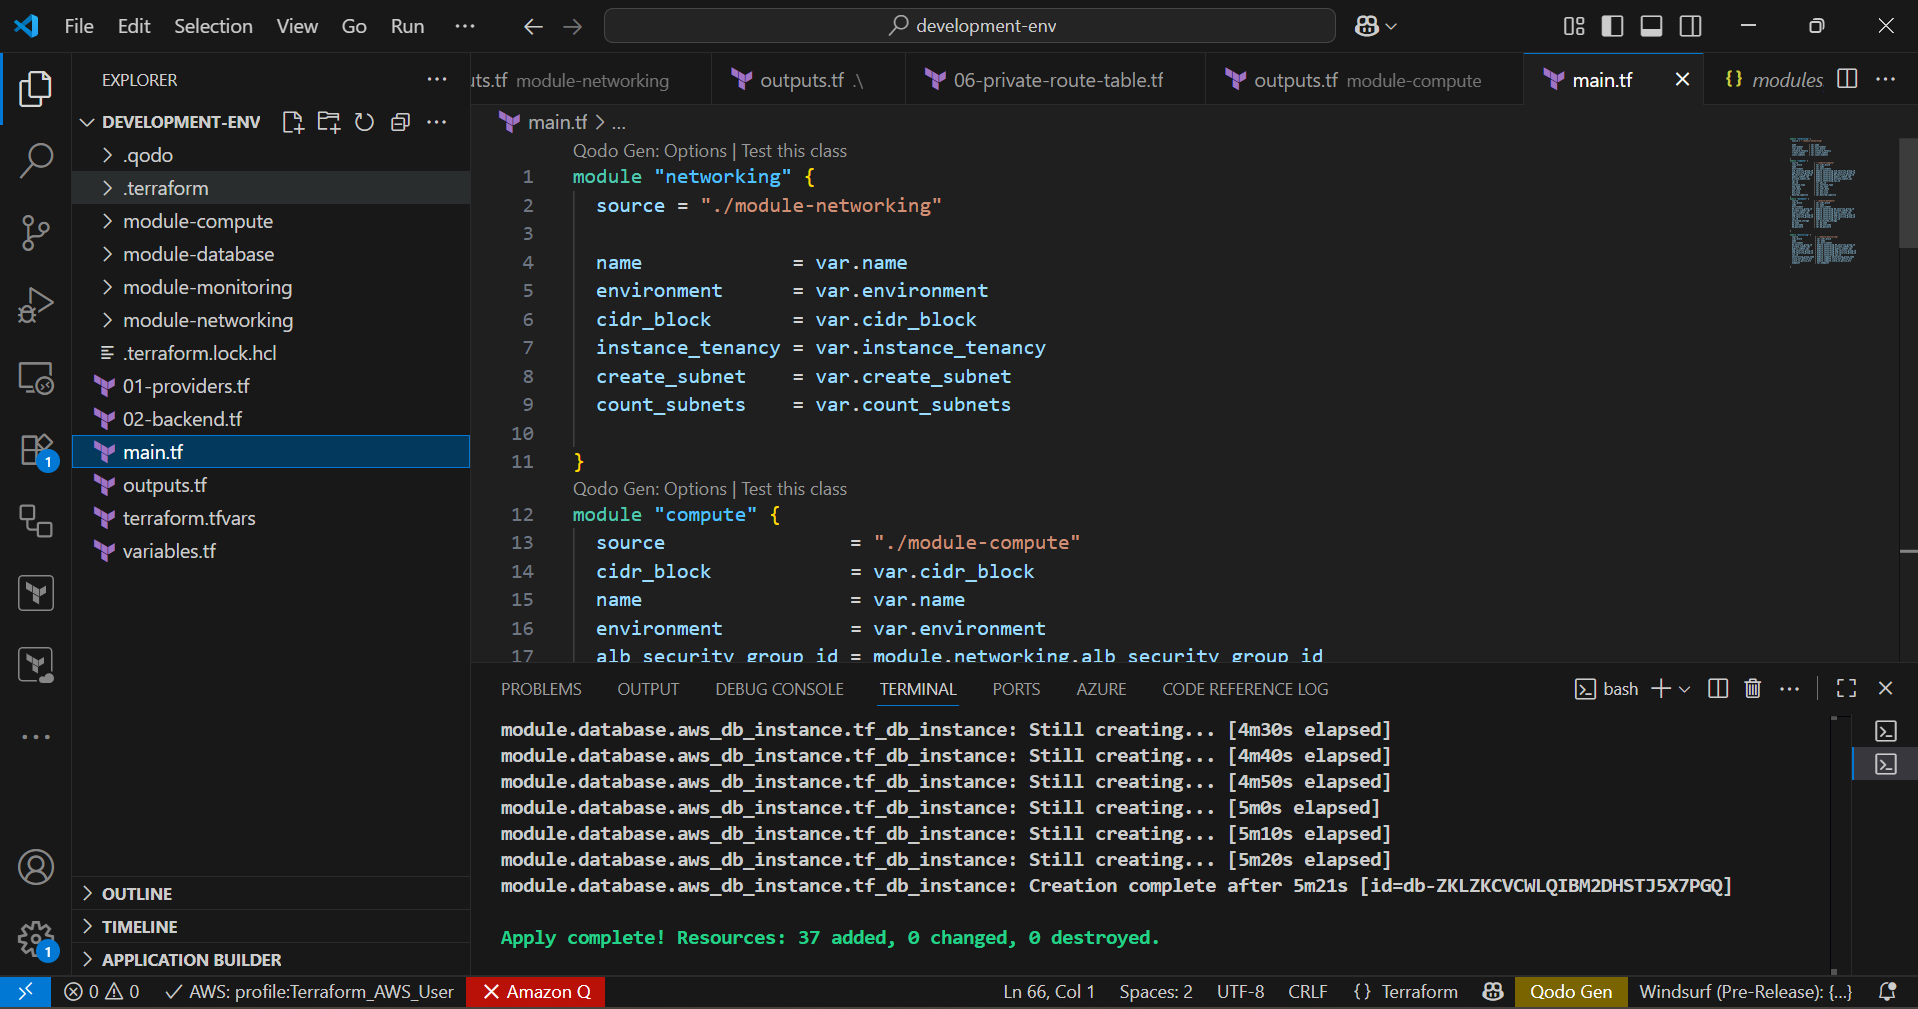 File Edit Selection View Go Run ··· development-env
EXPLORER
DEVELOPMENT-ENV
.qodo
.terraform
module-compute
module-database
module-monitoring
module-networking
.terraform.lock.hcl
01-providers.tf
02-backend.tf
main.tf
outputs.tf
terraform.tfvars
variables.tf
OUTLINE
TIMELINE
APPLICATION BUILDER
1
1
uts.tf module-networking outputs.tf .\ 06-private-route-table.tf outputs.tf module-compute main.tf {} modules
main.tf > ...
Qodo Gen: Options | Test this class
1 module "networking" {
2 source = "./module-networking"
3
4 name = var.name
5 environment = var.environment
6 cidr_block = var.cidr_block
7 instance_tenancy = var.instance_tenancy
8 create_subnet = var.create_subnet
9 count_subnets = var.count_subnets
10
11 }
Qodo Gen: Options | Test this class
12 module "compute" {
13 source = "./module-compute"
14 cidr_block = var.cidr_block
15 name = var.name
16 environment = var.environment
17 alb_security_group_id = module.networking.alb_security_group_id
PROBLEMS OUTPUT DEBUG CONSOLE TERMINAL PORTS AZURE CODE REFERENCE LOG bash
module.database.aws_db_instance.tf_db_instance: Still creating... [4m30s elapsed]
module.database.aws_db_instance.tf_db_instance: Still creating... [4m40s elapsed]
module.database.aws_db_instance.tf_db_instance: Still creating... [4m50s elapsed]
module.database.aws_db_instance.tf_db_instance: Still creating... [5m0s elapsed]
module.database.aws_db_instance.tf_db_instance: Still creating... [5m10s elapsed]
module.database.aws_db_instance.tf_db_instance: Still creating... [5m20s elapsed]
module.database.aws_db_instance.tf_db_instance: Creation complete after 5m21s [id=db-ZKLZKCVCWLQIBM2DHSTJ5X7PGQ]
Apply complete! Resources: 37 added, 0 changed, 0 destroyed.
0 0 AWS: profile:Terraform_AWS_User Amazon Q Ln 66, Col 1 Spaces: 2 UTF-8 CRLF {} Terraform Qodo Gen Windsurf (Pre-Release): {...}